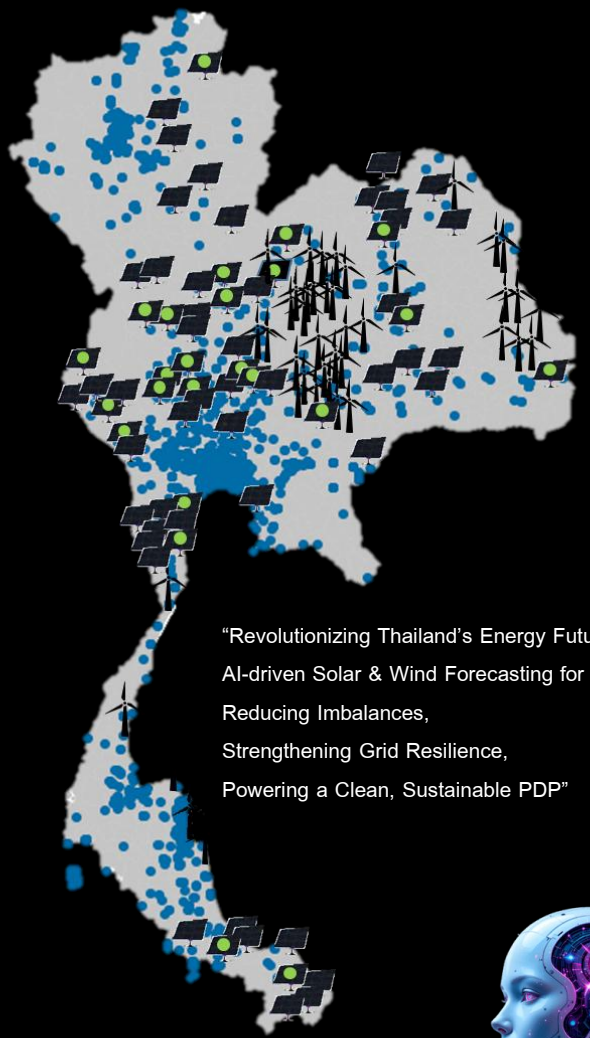 “Revolutionizing Thailand’s Energy Futu
AI-driven Solar & Wind Forecasting for
Reducing Imbalances,
Strengthening Grid Resilience,
Powering a Clean, Sustainable PDP”